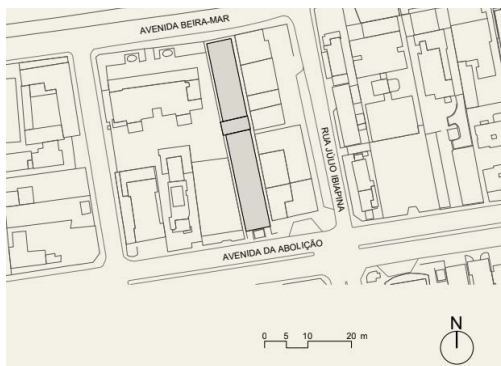 AVENIDA BEIRA-MAR
RUA JÚLIO IBIAPINA
AVENIDA DA ABOLIÇÃO
0 5 10 20 m
N